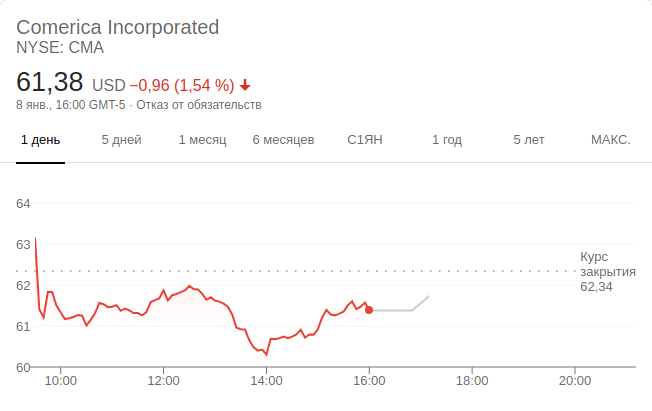 Comerica Incorporated
NYSE: CMA
61,38 USD −0,96 (1,54 %)
8 янв., 16:00 GMT-5 · Отказ от обязательств
1 день 5 дней 1 месяц 6 месяцев С1ЯН 1 год 5 лет МАКС.
64
63
Курс
закрытия
62,34
62
61
60
10:00 12:00 14:00 16:00 18:00 20:00